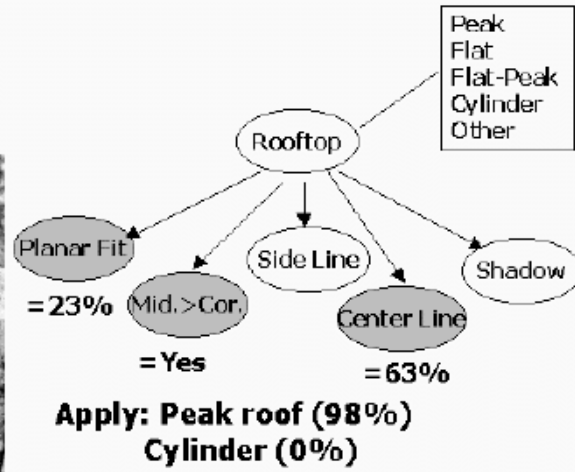 Peak
Flat
Flat-Peak
Cylinder
Other
Rooftop
Planar Fit
Side Line
Shadow
=23%
Mid.>Cor.
Center Line
=Yes
=63%
Apply: Peak roof (98%)
Cylinder (0%)